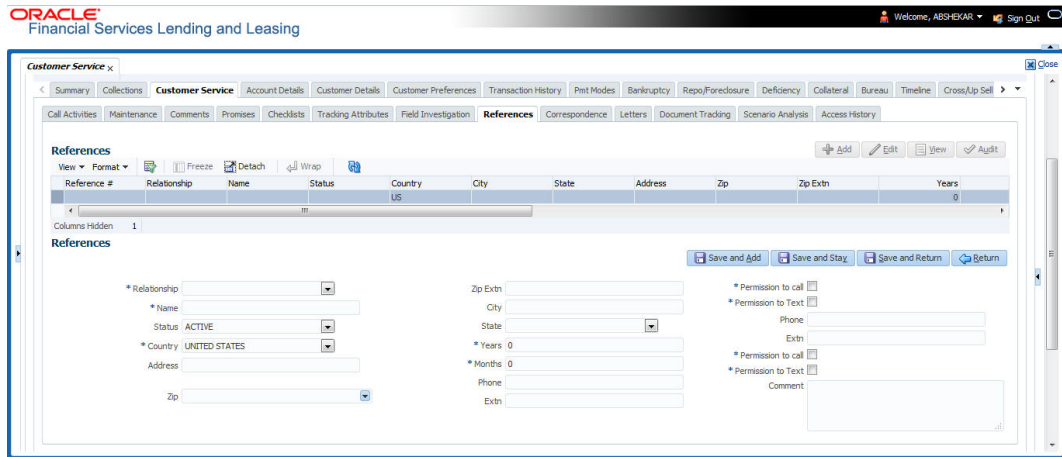 ORACLE
Financial Services Lending and Leasing
Welcome, ABSHEKAR Sign Out
Customer Service x
Close
Summary Collections Customer Service Account Details Customer Details Customer Preferences Transaction History Pmt Modes Bankruptcy Repo/Foreclosure Deficiency Collateral Bureau Timeline Cross/Up Sell
Call Activities Maintenance Comments Promises Checklists Tracking Attributes Field Investigation References Correspondence Letters Document Tracking Scenario Analysis Access History
References
Add Edit View Audit
View Format Freeze Detach Wrap
Reference # Relationship Name Status Country City State Address Zip Zip Extn Years
US 0
Columns Hidden 1
References
Save and Add Save and Stay Save and Return Return
* Relationship
* Name
Status ACTIVE
* Country UNITED STATES
Address
Zip
Zip Extn
City
State
* Years 0
* Months 0
Phone
Extn
* Permission to call
* Permission to Text
Phone
Extn
* Permission to call
* Permission to Text
Comment